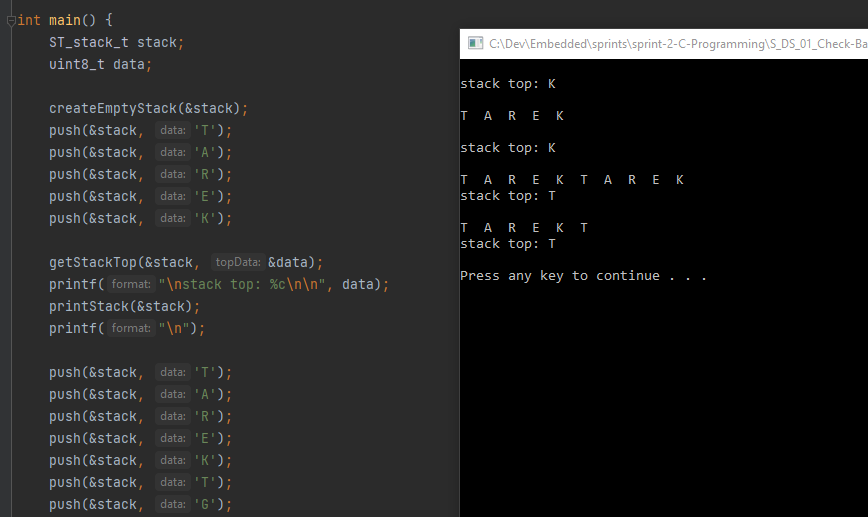 int main() {
ST_stack_t stack;
uint8_t data;
createEmptyStack(&stack);
push(&stack, data: 'T');
push(&stack, data: 'A');
push(&stack, data: 'R');
push(&stack, data: 'E');
push(&stack, data: 'K');
getStackTop(&stack, topData: &data);
printf( format: "\nstack top: %c\n\n", data);
printStack(&stack);
printf( format: "\n");
push(&stack, data: 'T');
push(&stack, data: 'A');
push(&stack, data: 'R');
push(&stack, data: 'E');
push(&stack, data: 'K');
push(&stack, data: 'T');
push(&stack, data: 'G');
C:\Dev\Embedded\sprints\sprint-2-C-Programming\S_DS_01_Check-Ba
stack top: K
T A R E K
stack top: K
T A R E K T A R E K
stack top: T
T A R E K T
stack top: T
Press any key to continue . . .